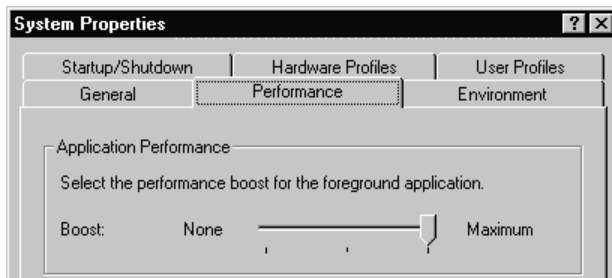 System Properties
Startup/Shutdown Hardware Profiles User Profiles
General Performance Environment
Application Performance
Select the performance boost for the foreground application.
Boost: None Maximum